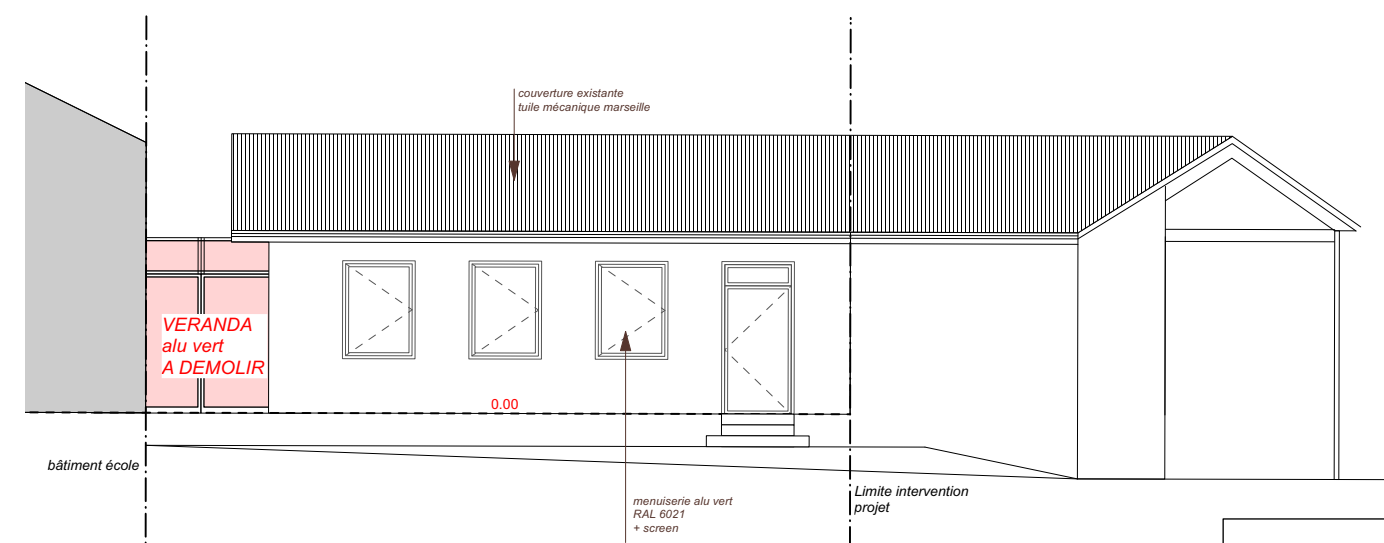 couverture existante
tuile mécanique marseille
VERANDA
alu vert
A DEMOLIR
0.00
bâtiment école
Limite intervention
projet
menuiserie alu vert
RAL 6021
+ screen